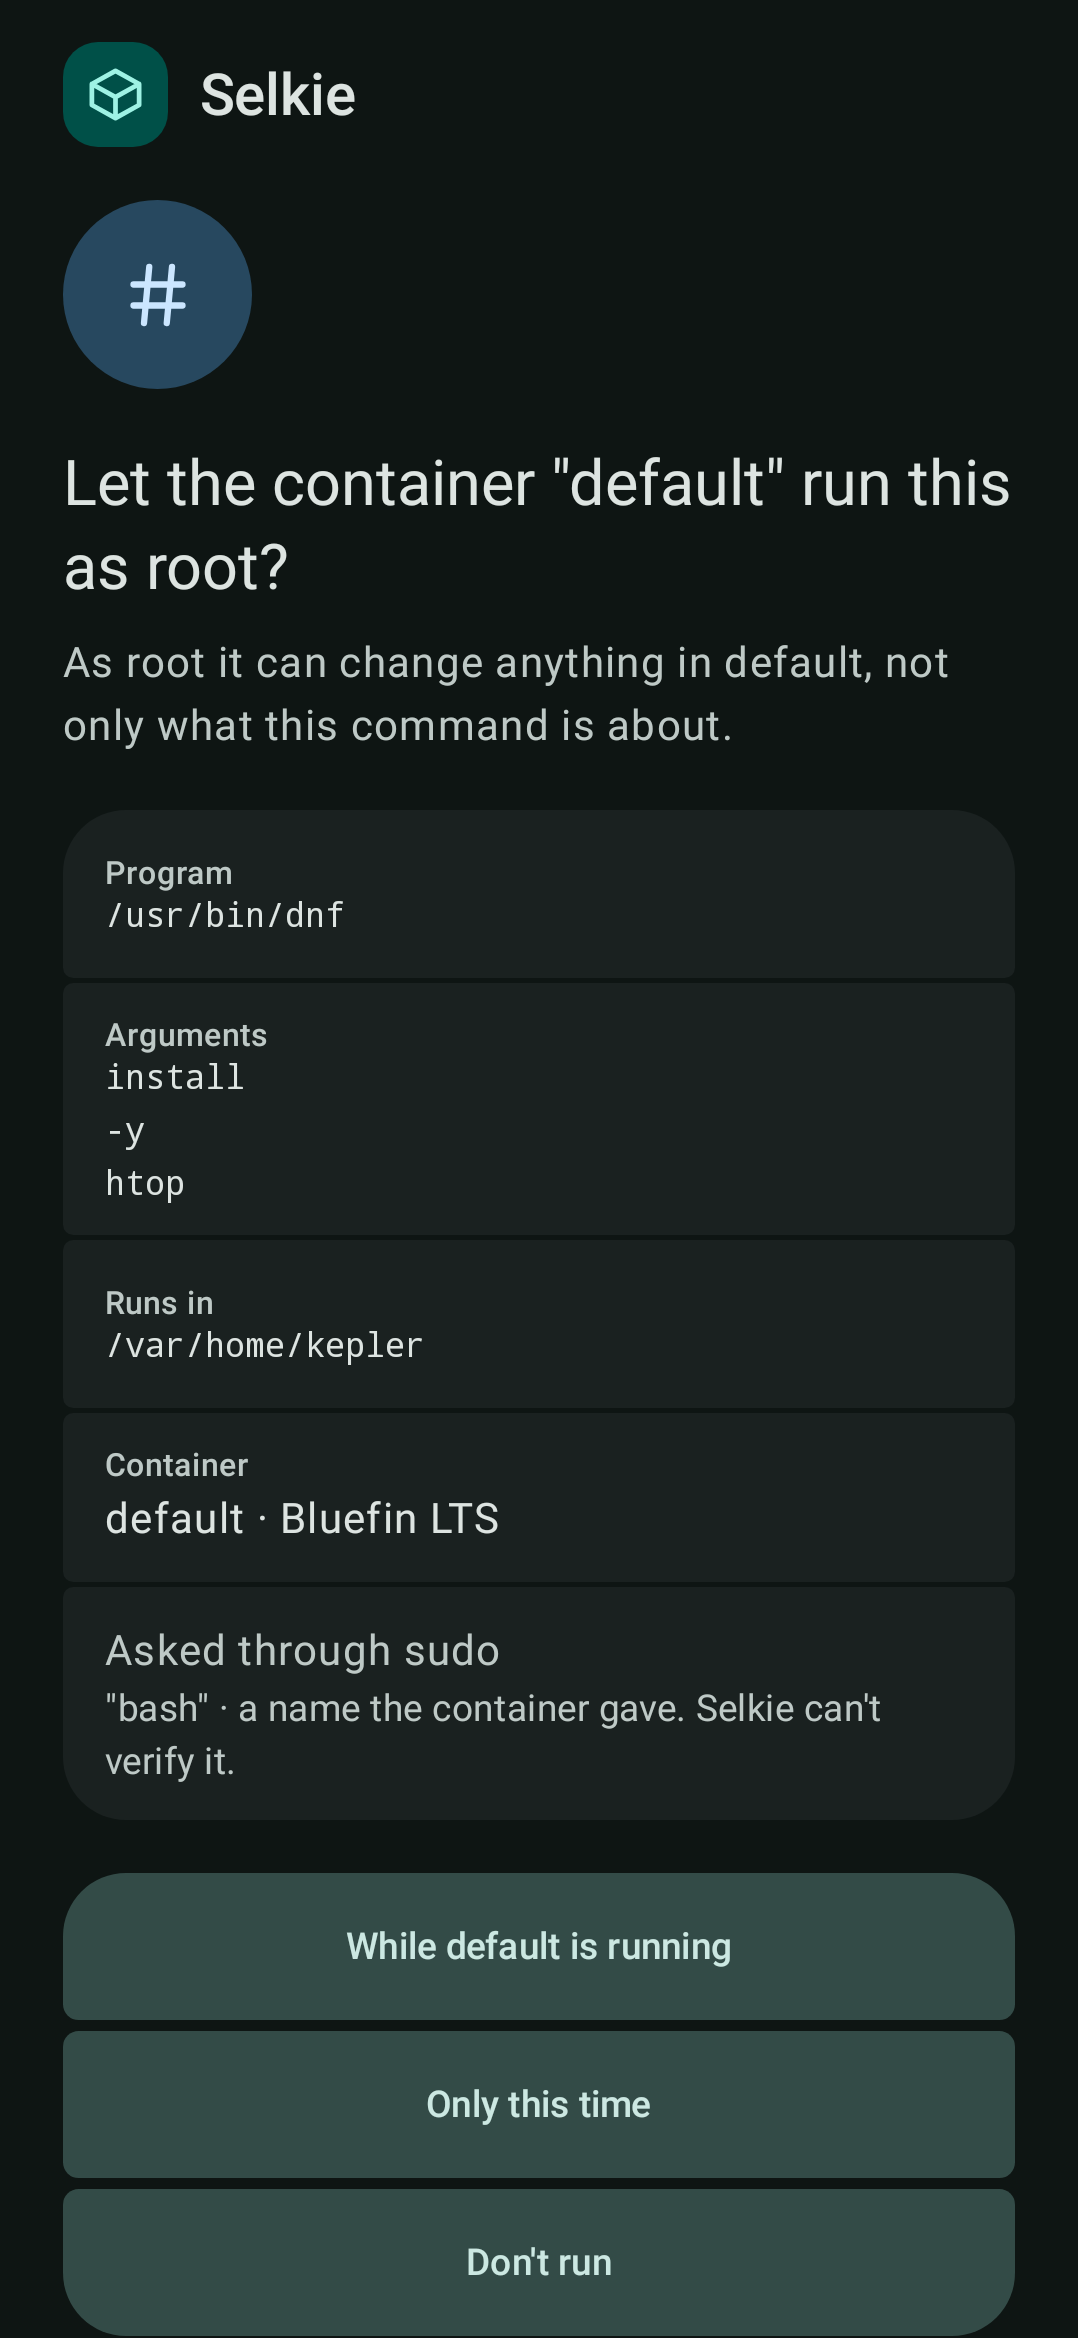 Selkie
#
Let the container "default" run this
as root?
As root it can change anything in default, not
only what this command is about.
Program
/usr/bin/dnf
Arguments
install
-y
htop
Runs in
/var/home/kepler
Container
default · Bluefin LTS
Asked through sudo
"bash" · a name the container gave. Selkie can't
verify it.
While default is running
Only this time
Don't run